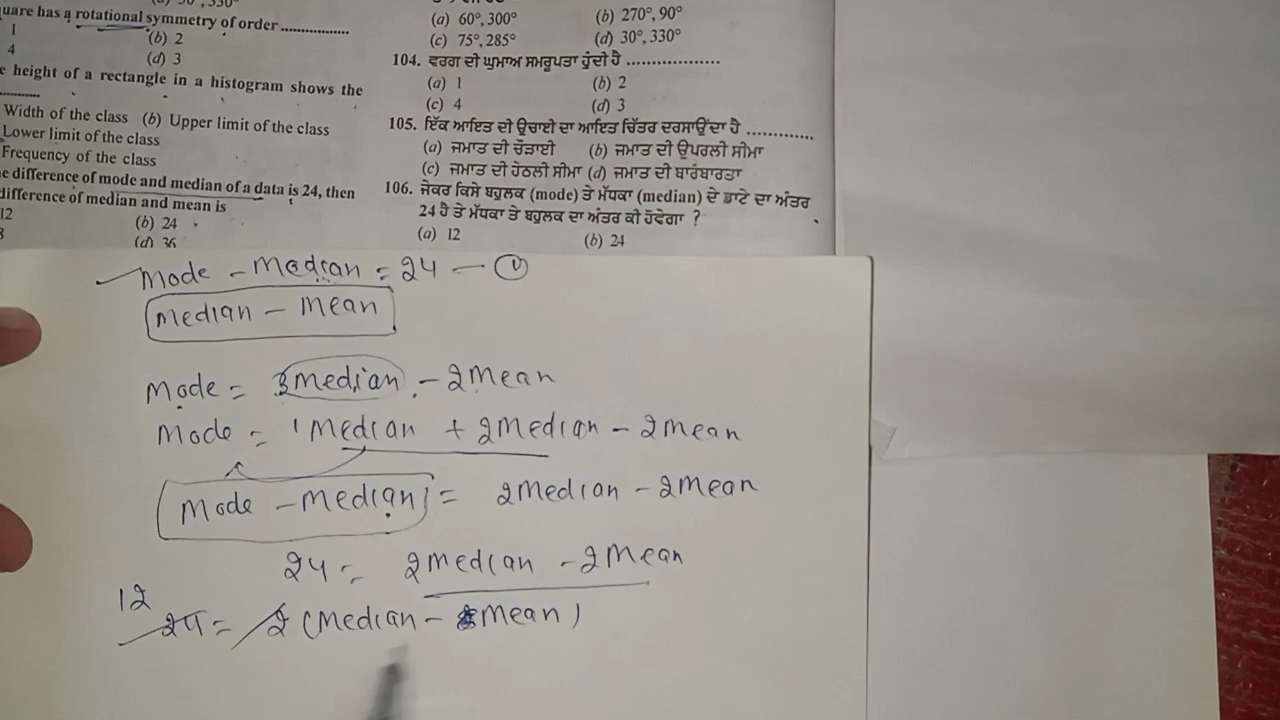 uare has a rotational symmetry of order ..................
1
(b) 2
4
(d) 3
e height of a rectangle in a histogram shows the
..........
Width of the class (b) Upper limit of the class
Lower limit of the class
Frequency of the class
e difference of mode and median of a data is 24, then
difference of median and mean is
12
(b) 24
(d) 36
(a) 60°, 300° (b) 270°, 90°
(c) 75°, 285° (d) 30°, 330°
104. ਵਰਗ ਦੀ ਘੁਮਾਅ ਸਮਰੂਪਤਾ ਹੁੰਦੀ ਹੈ ..................
(a) 1 (b) 2
(c) 4 (d) 3
105. ਇੱਕ ਆਇਤ ਦੀ ਉਚਾਈ ਦਾ ਆਇਤ ਚਿੱਤਰ ਦਰਸਾਉਂਦਾ ਹੈ .............
(a) ਜਮਾਤ ਦੀ ਚੌੜਾਈ (b) ਜਮਾਤ ਦੀ ਉਪਰਲੀ ਸੀਮਾ
(c) ਜਮਾਤ ਦੀ ਹੇਠਲੀ ਸੀਮਾ (d) ਜਮਾਤ ਦੀ ਬਾਰੰਬਾਰਤਾ
106. ਜੇਕਰ ਕਿਸੇ ਬਹੁਲਕ (mode) ਤੇ ਮੱਧਕਾ (median) ਦੇ ਡਾਟੇ ਦਾ ਅੰਤਰ
24 ਹੈ ਤੇ ਮੱਧਕਾ ਤੇ ਬਹੁਲਕ ਦਾ ਅੰਤਰ ਕੀ ਹੋਵੇਗਾ ?
(a) 12 (b) 24
Mode - Median = 24 —
Median - Mean
Mode = 3Median - 2Mean
Mode = 1Median + 2Median - 2Mean
Mode - Median = 2Median - 2Mean
24 = 2Median - 2Mean
12
24 = 2 (Median - Mean)